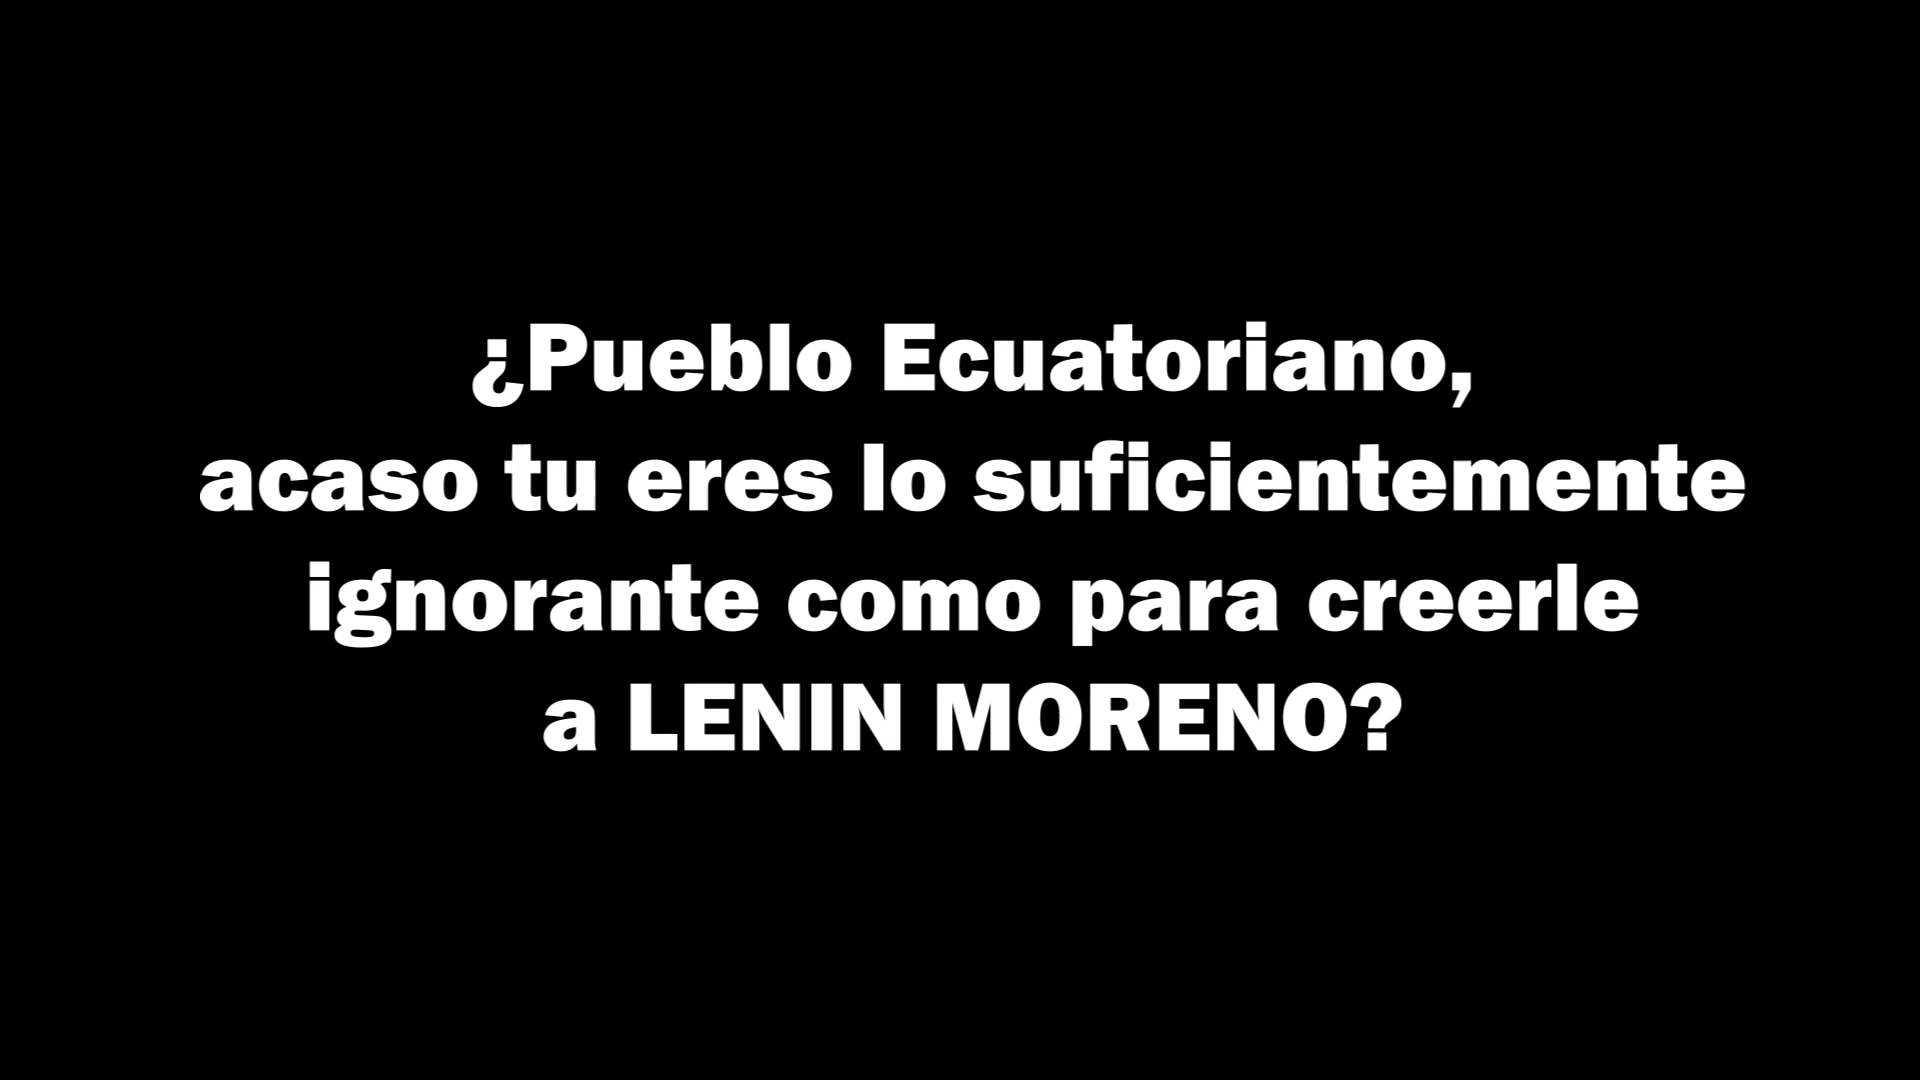 ¿Pueblo Ecuatoriano,
acaso tu eres lo suficientemente
ignorante como para creerle
a LENIN MORENO?